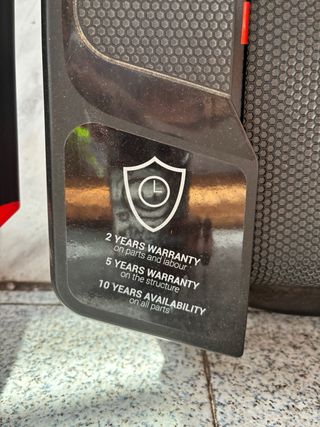 2 YEARS WARRANTY
on parts and labour*
5 YEARS WARRANTY
on the structure
10 YEARS AVAILABILITY
on all parts